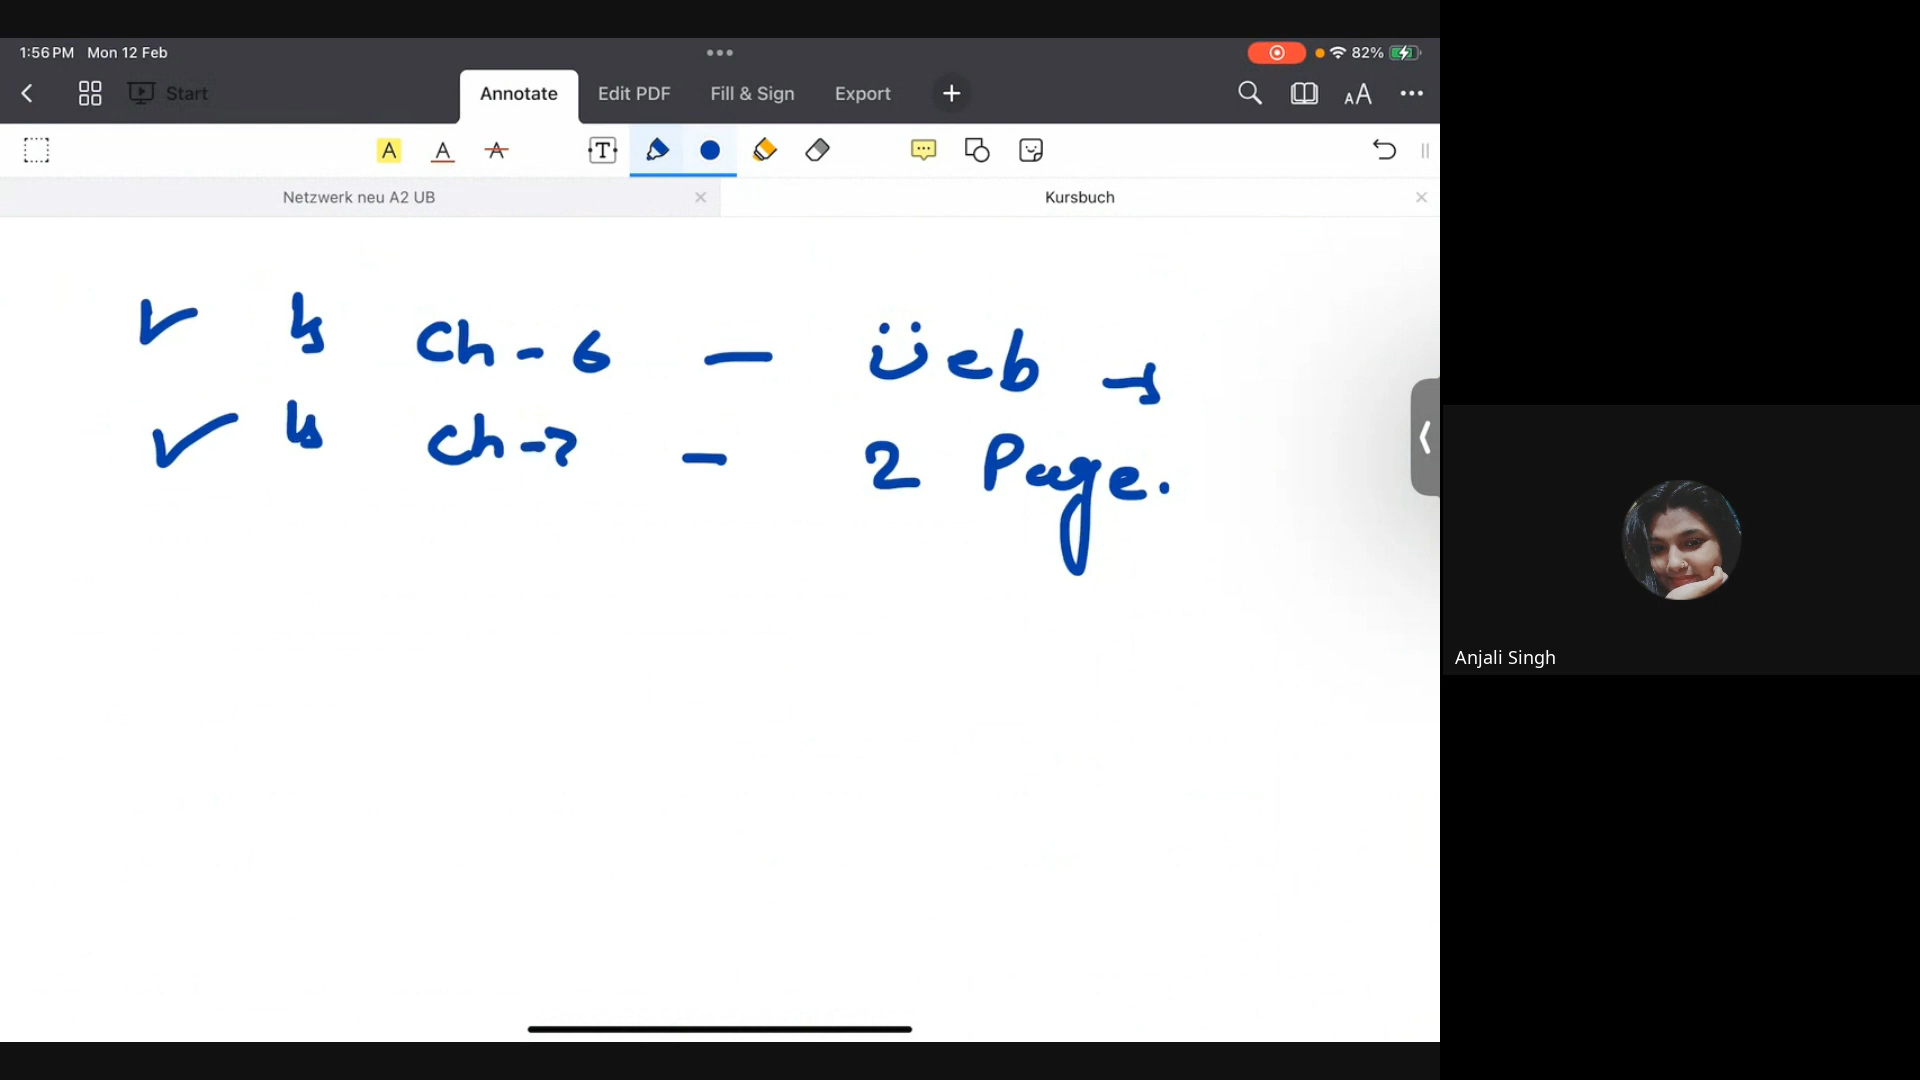 1:56 PM Mon 12 Feb 82%
Start Annotate Edit PDF Fill & Sign Export
A A A T
AA
Netzwerk neu A2 UB Kursbuch
Ch - 6 — üeb
Ch - 7 - 2 Page.
Anjali Singh